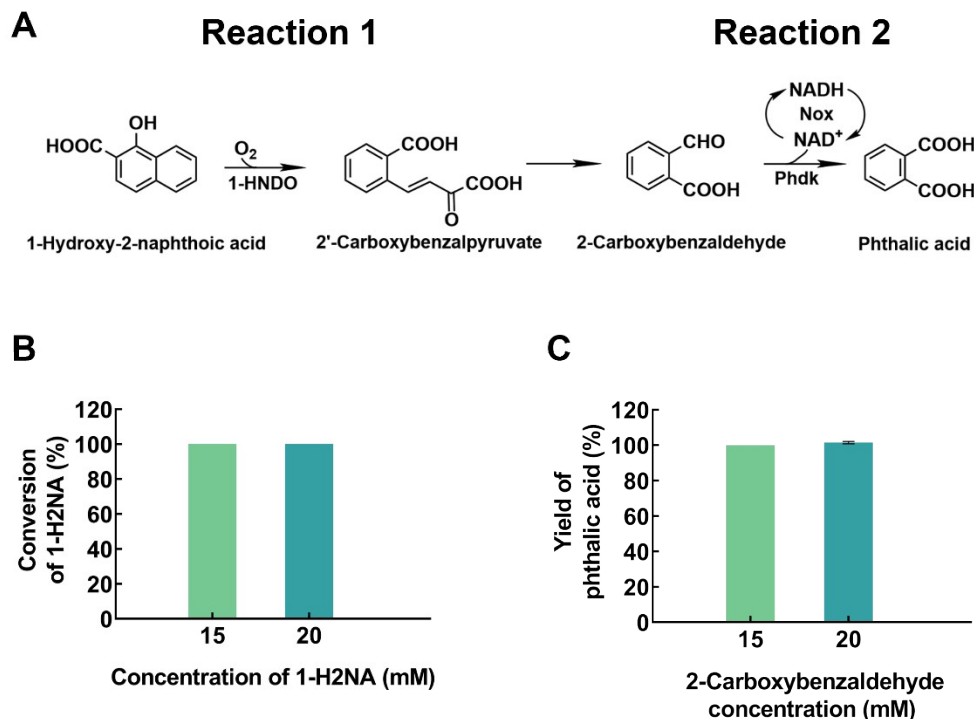 A
Reaction 1
Reaction 2
OH
HOOC
O2
1-HNDO
COOH
COOH
O
CHO
COOH
NADH
Nox
NAD+
Phdk
COOH
COOH
1-Hydroxy-2-naphthoic acid
2'-Carboxybenzalpyruvate
2-Carboxybenzaldehyde
Phthalic acid
B
Conversion
of 1-H2NA (%)
120
100
80
60
40
20
0
15
20
Concentration of 1-H2NA (mM)
C
Yield of
phthalic acid (%)
120
100
80
60
40
20
0
15
20
2-Carboxybenzaldehyde
concentration (mM)